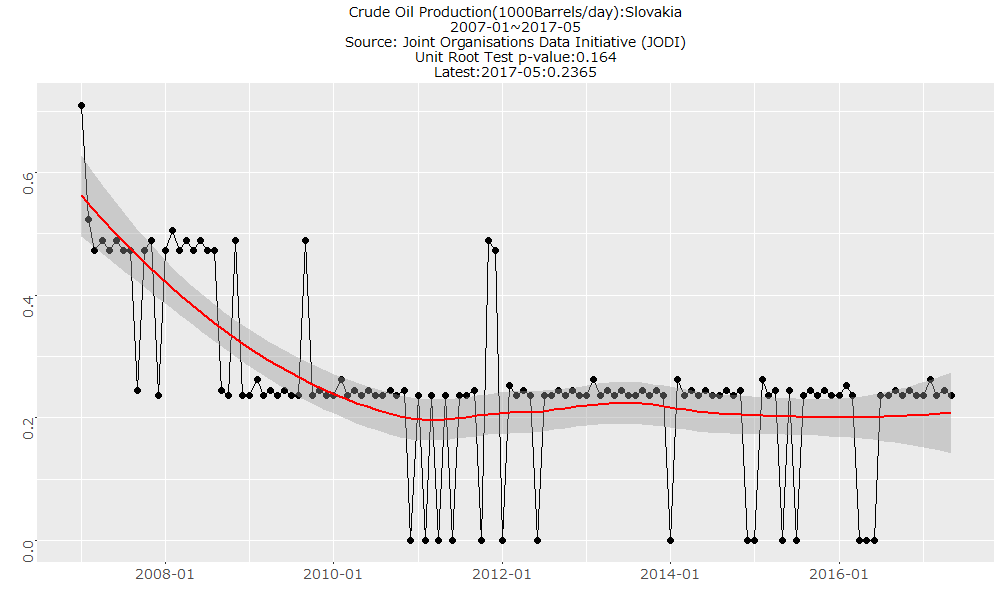 Crude Oil Production(1000Barrels/day):Slovakia
2007-01~2017-05
Source: Joint Organisations Data Initiative (JODI)
Unit Root Test p-value:0.164
Latest:2017-05:0.2365
0.6
0.4
0.2
0.0
2008-01 2010-01 2012-01 2014-01 2016-01